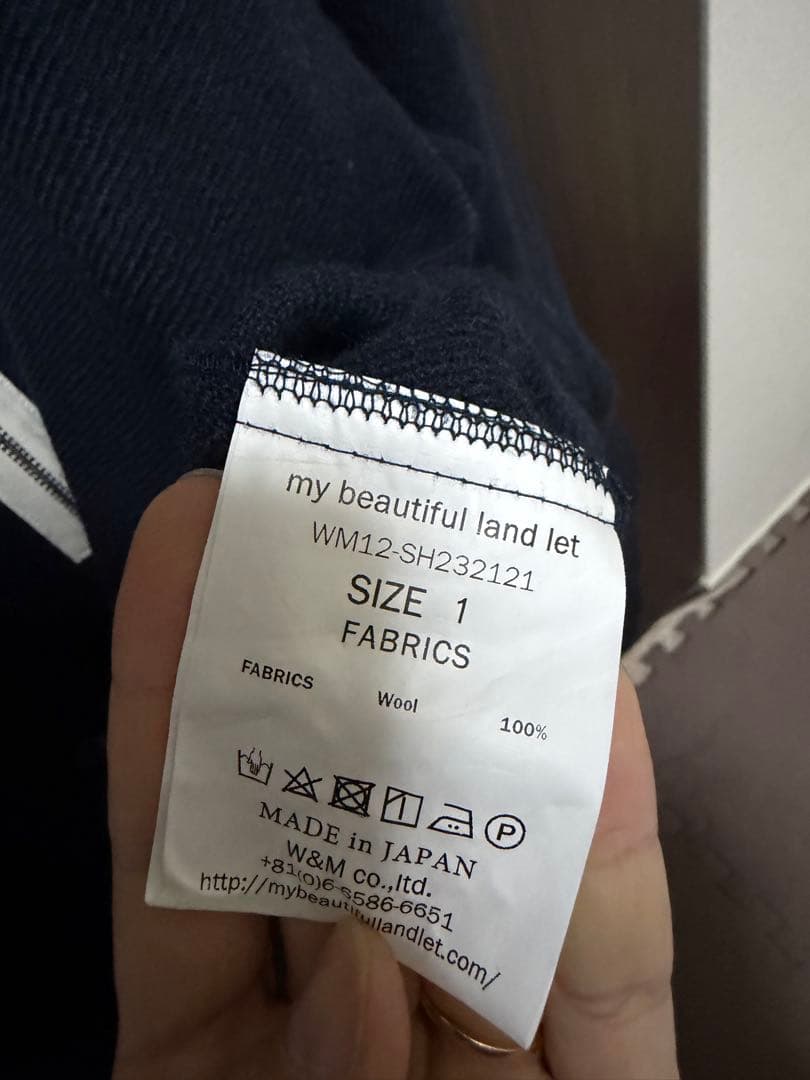 my beautiful land let
WM12-SH232121
SIZE 1
FABRICS
FABRICS Wool 100%
P
MADE in JAPAN
W&M co.,ltd.
+81(0)6-6586-6651
http://mybeautifullandlet.com/